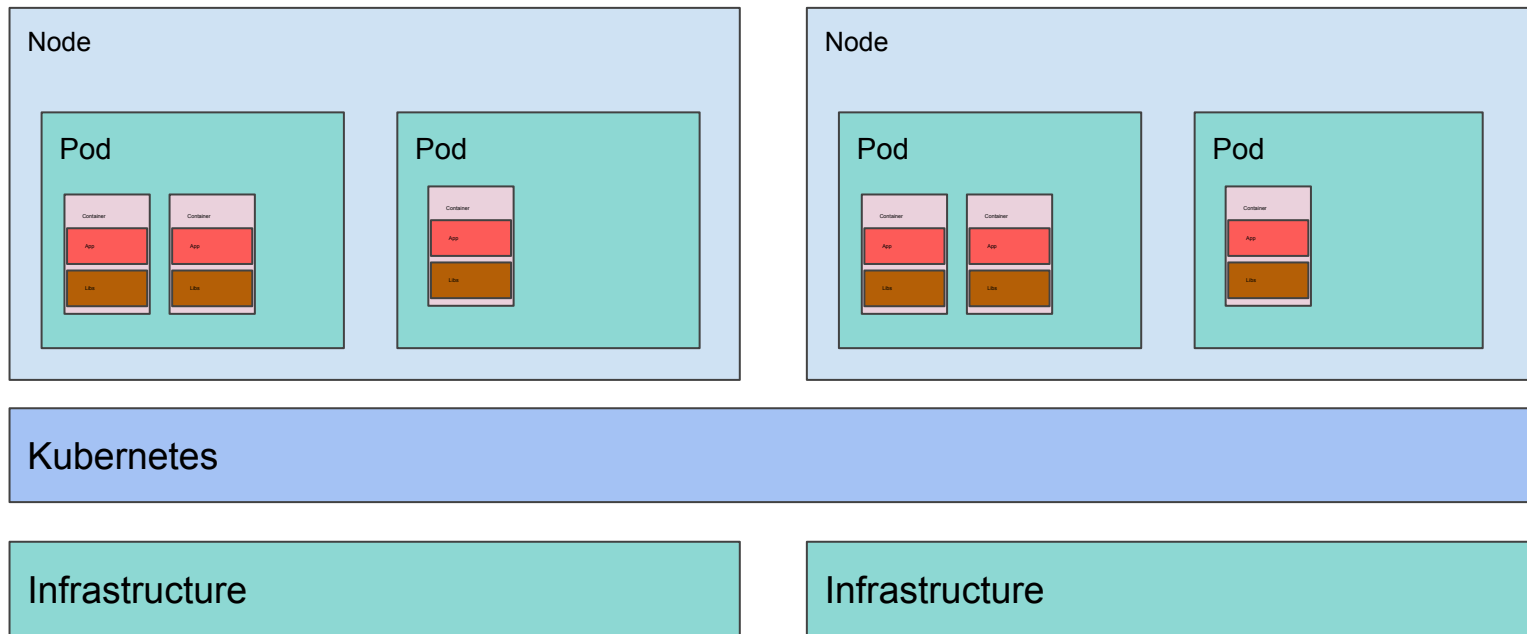 Node
Pod
Container
App
Libs
Container
App
Libs
Pod
Container
App
Libs
Node
Pod
Container
App
Libs
Container
App
Libs
Pod
Container
App
Libs
Kubernetes
Infrastructure
Infrastructure